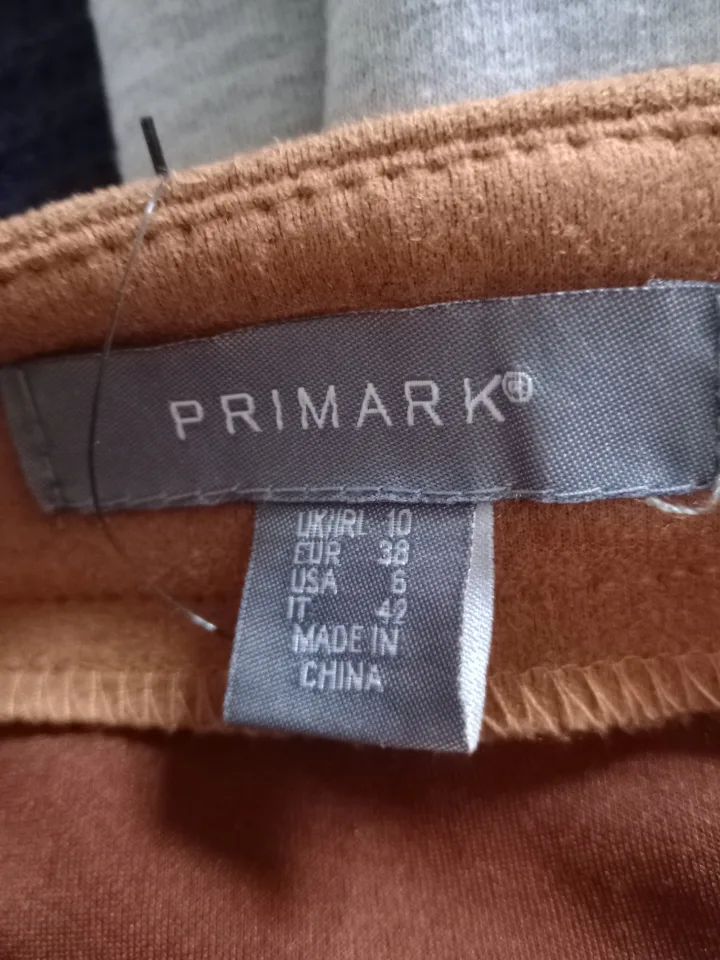 PRIMARK®
UK/IRL 10
EUR 38
USA 6
IT 42
MADE IN
CHINA